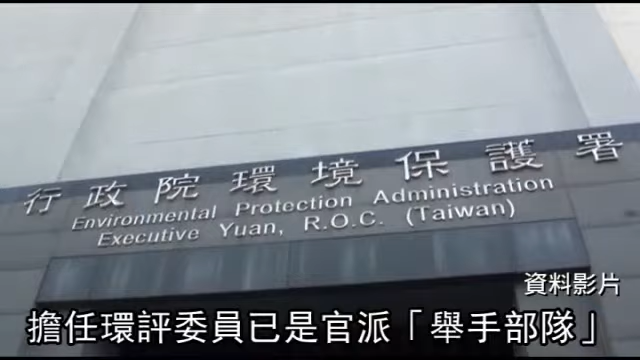 行政院環境保護署
Environmental Protection Administration
Executive Yuan, R.O.C. (Taiwan)
資料影片
擔任環評委員已是官派「舉手部隊」